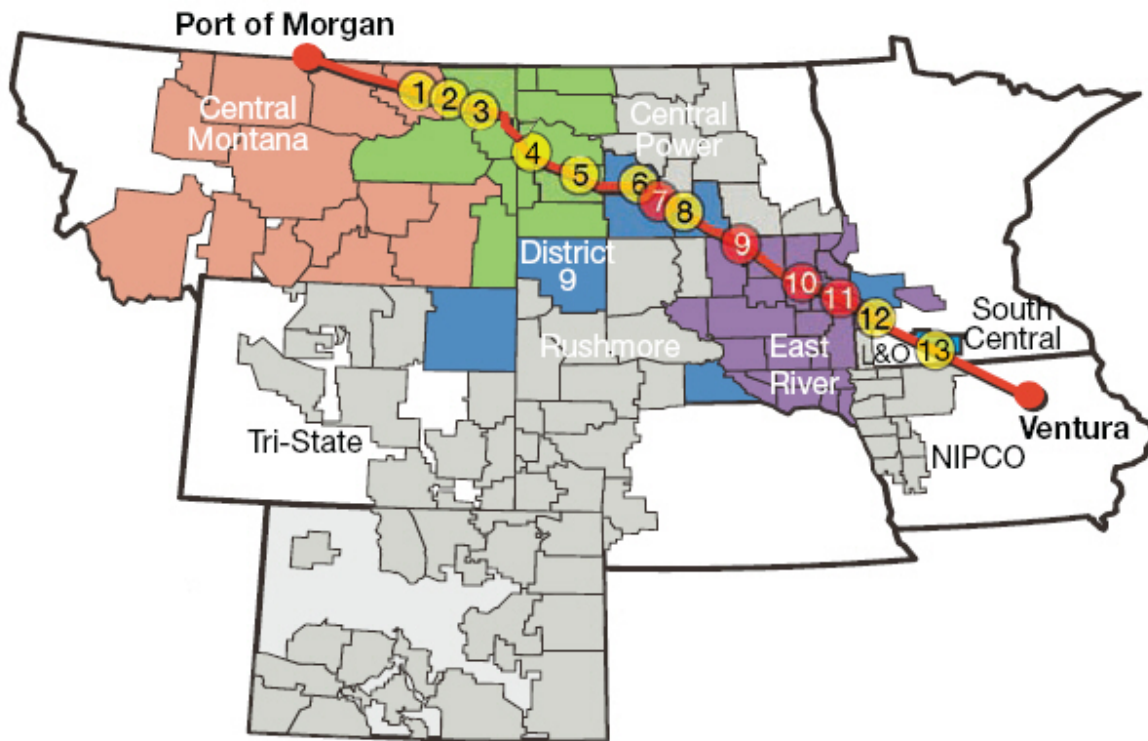 Port of Morgan
Central
Montana
1
2
3
4
5
Central
Power
6
7
8
9
10
11
12
13
District
9
Rushmore
East
River
South
Central
L&O
Ventura
NIPCO
Tri-State